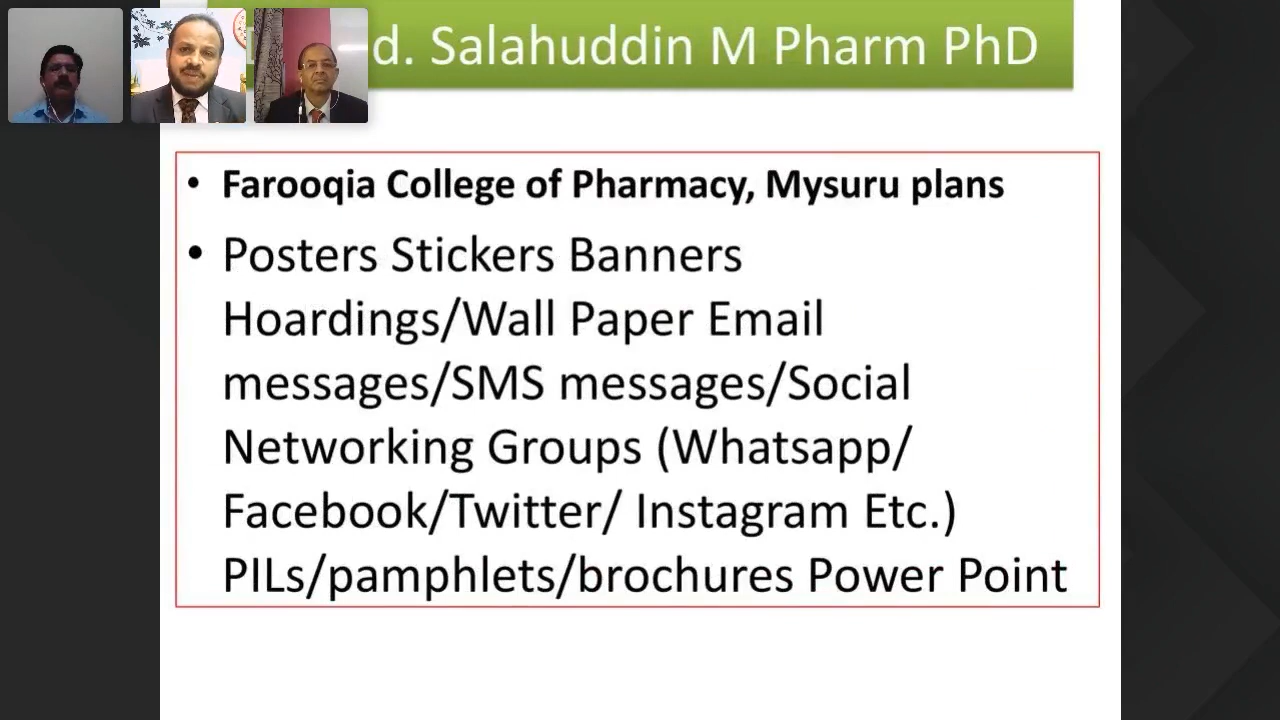 d. Salahuddin M Pharm PhD
• Farooqia College of Pharmacy, Mysuru plans
• Posters Stickers Banners
Hoardings/Wall Paper Email
messages/SMS messages/Social
Networking Groups (Whatsapp/
Facebook/Twitter/ Instagram Etc.)
PILs/pamphlets/brochures Power Point